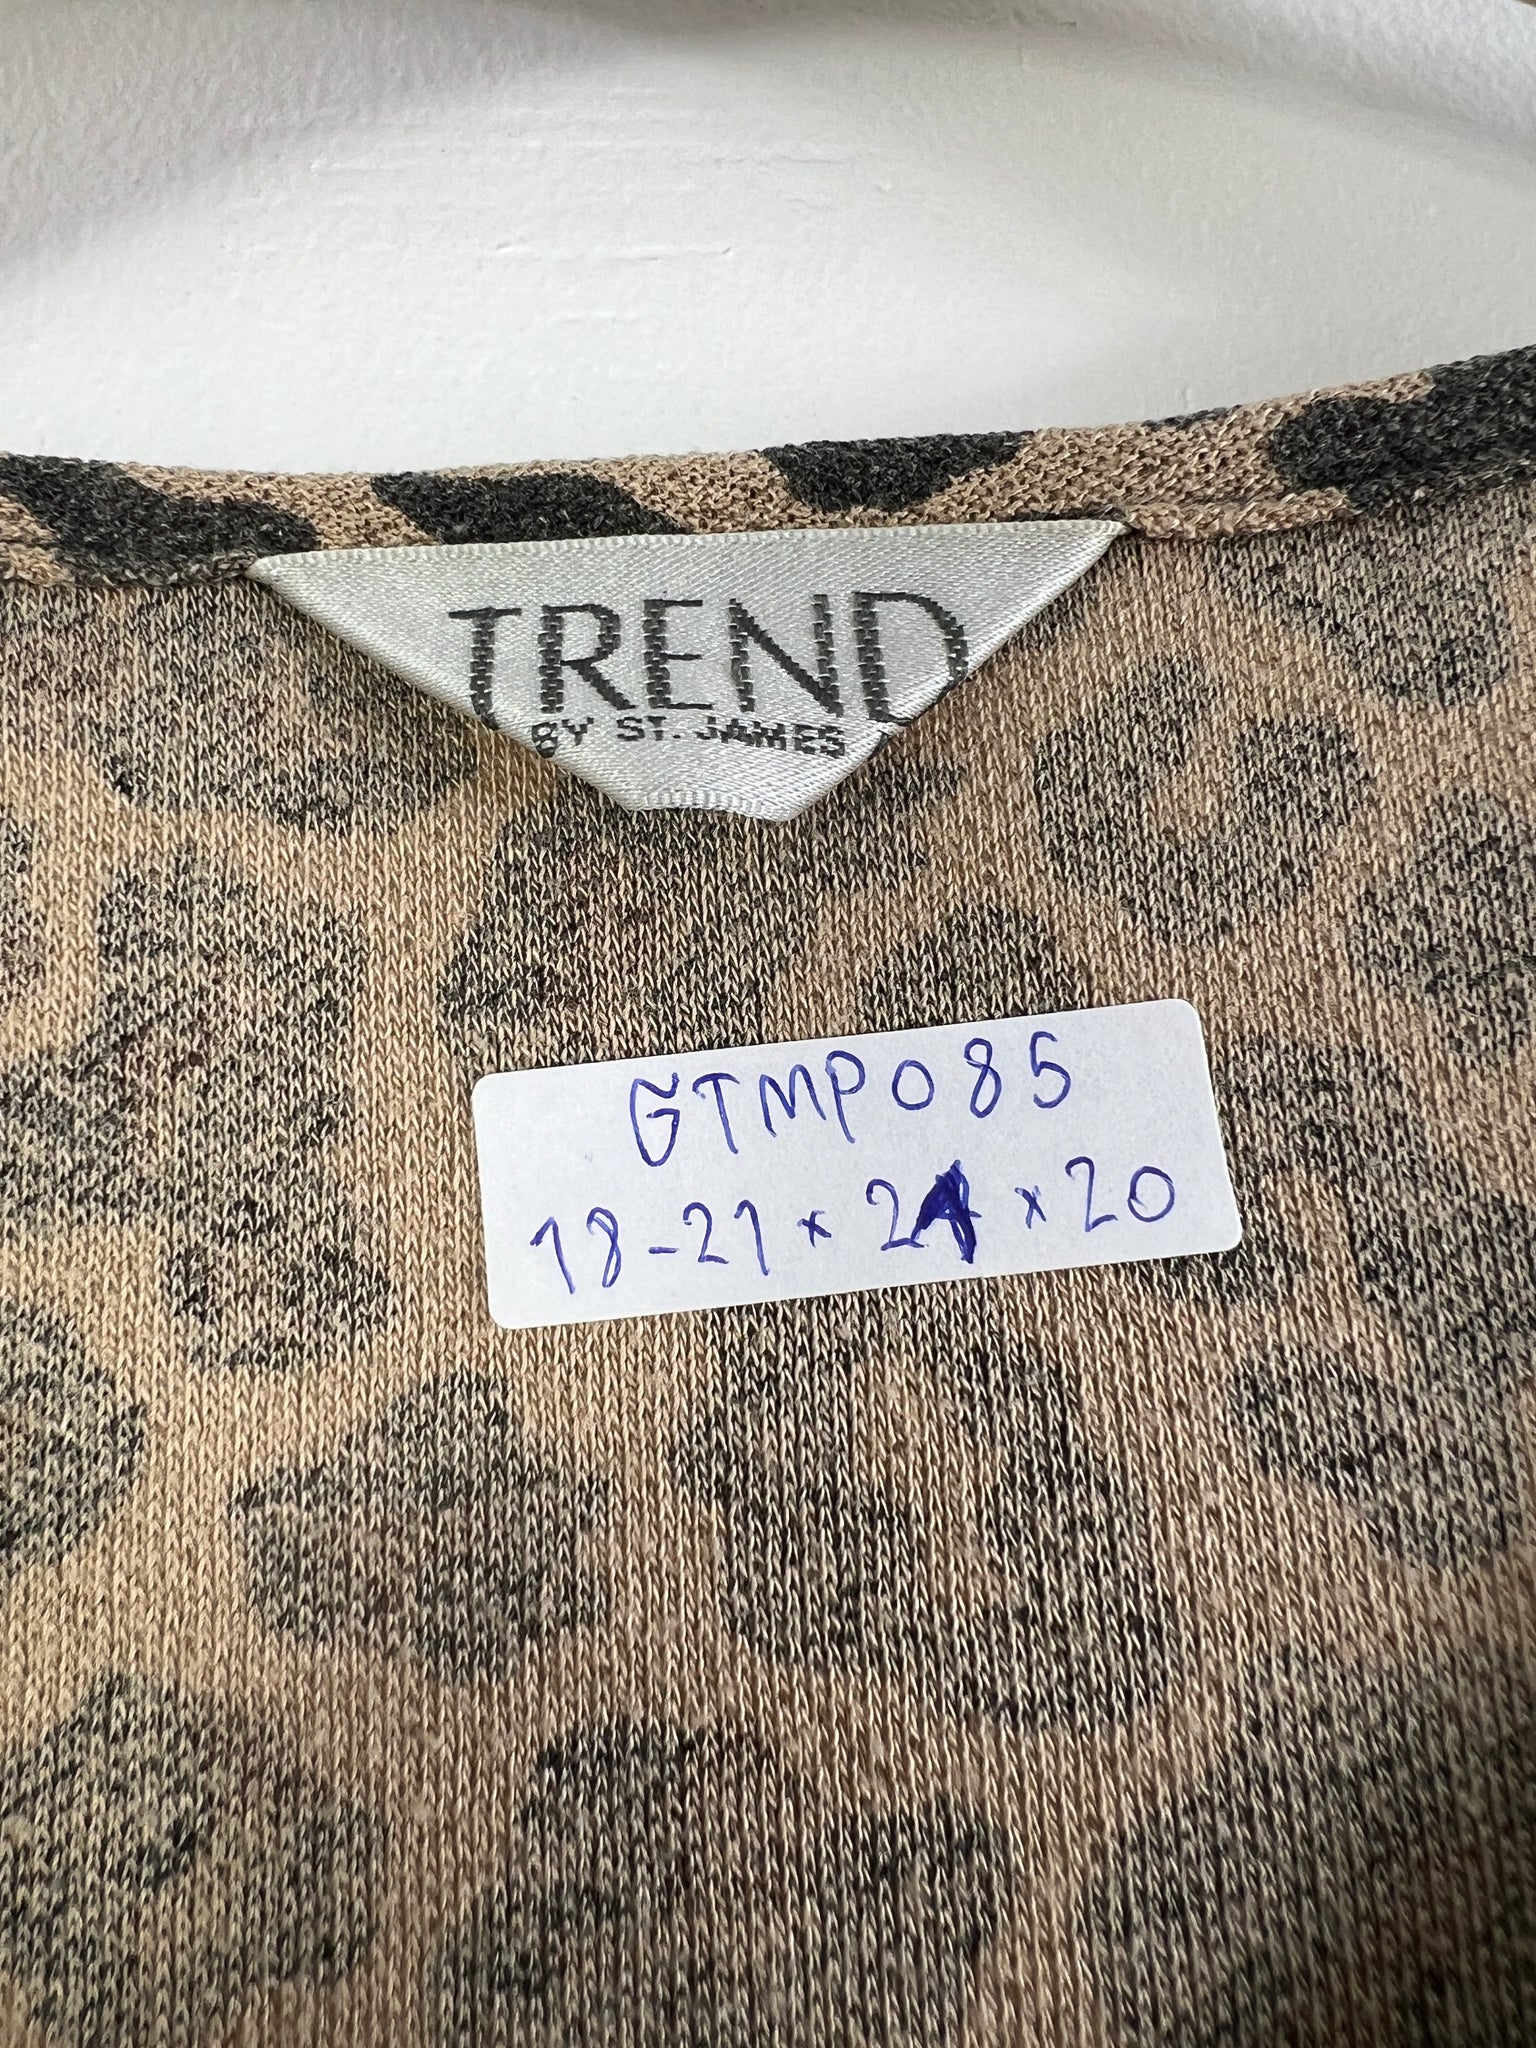 TREND
BY ST. JAMES
GTMP085
18-21 x 24 x 20